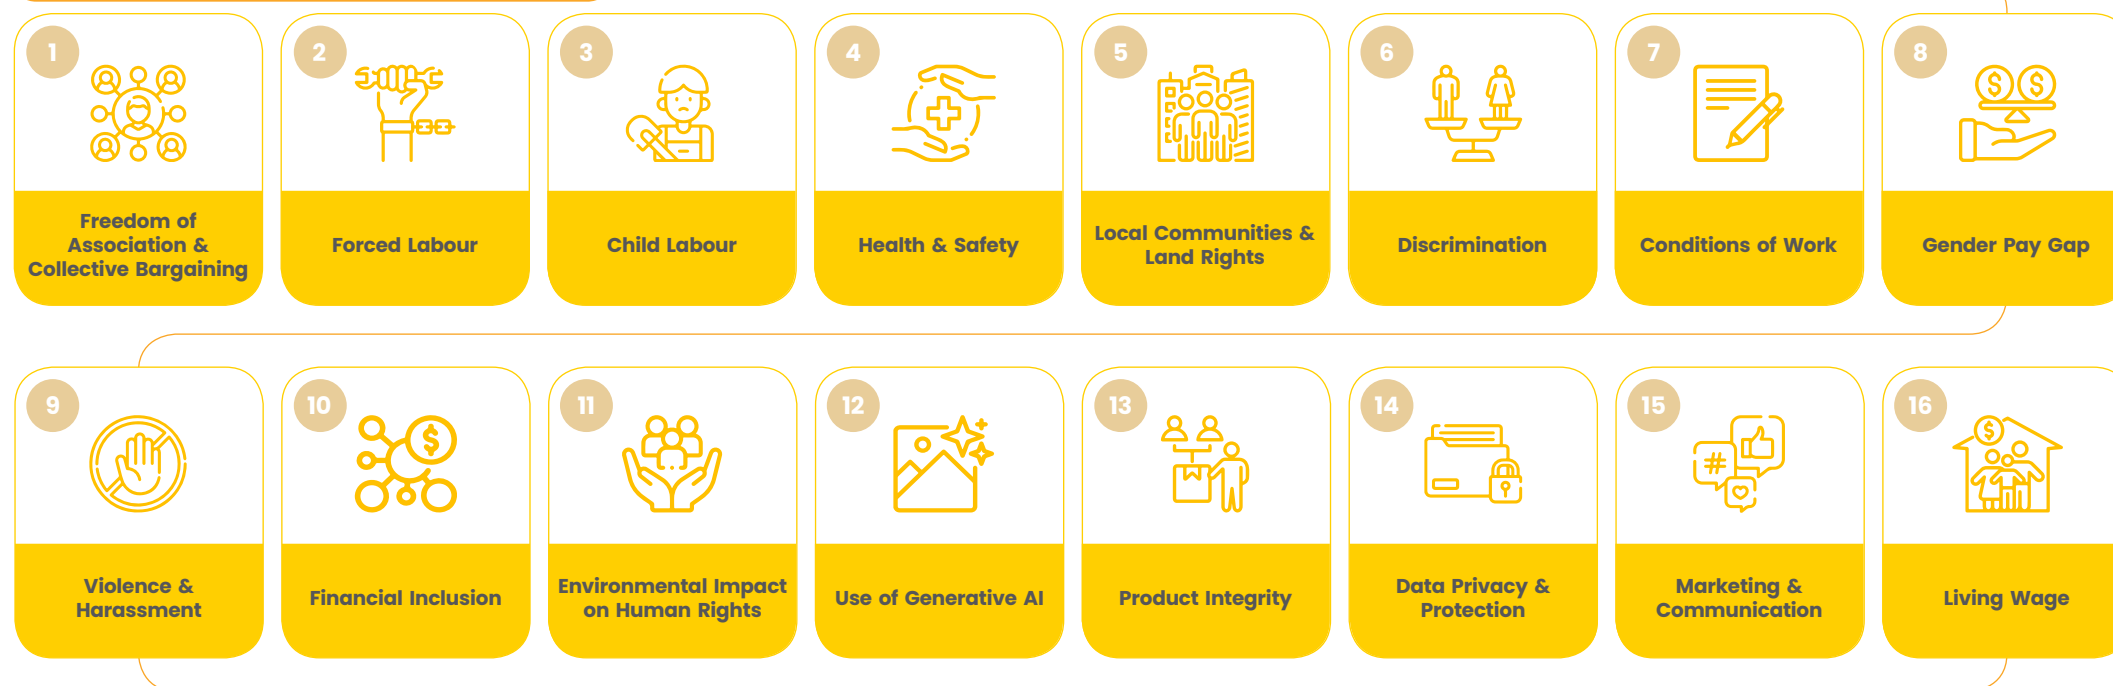 1
Freedom of
Association &
Collective Bargaining
2
Forced Labour
3
Child Labour
4
Health & Safety
5
Local Communities &
Land Rights
6
Discrimination
7
Conditions of Work
8
$ $
Gender Pay Gap
9
Violence &
Harassment
10
$
Financial Inclusion
11
Environmental Impact
on Human Rights
12
Use of Generative AI
13
Product Integrity
14
Data Privacy &
Protection
15
#
Marketing &
Communication
16
$
Living Wage